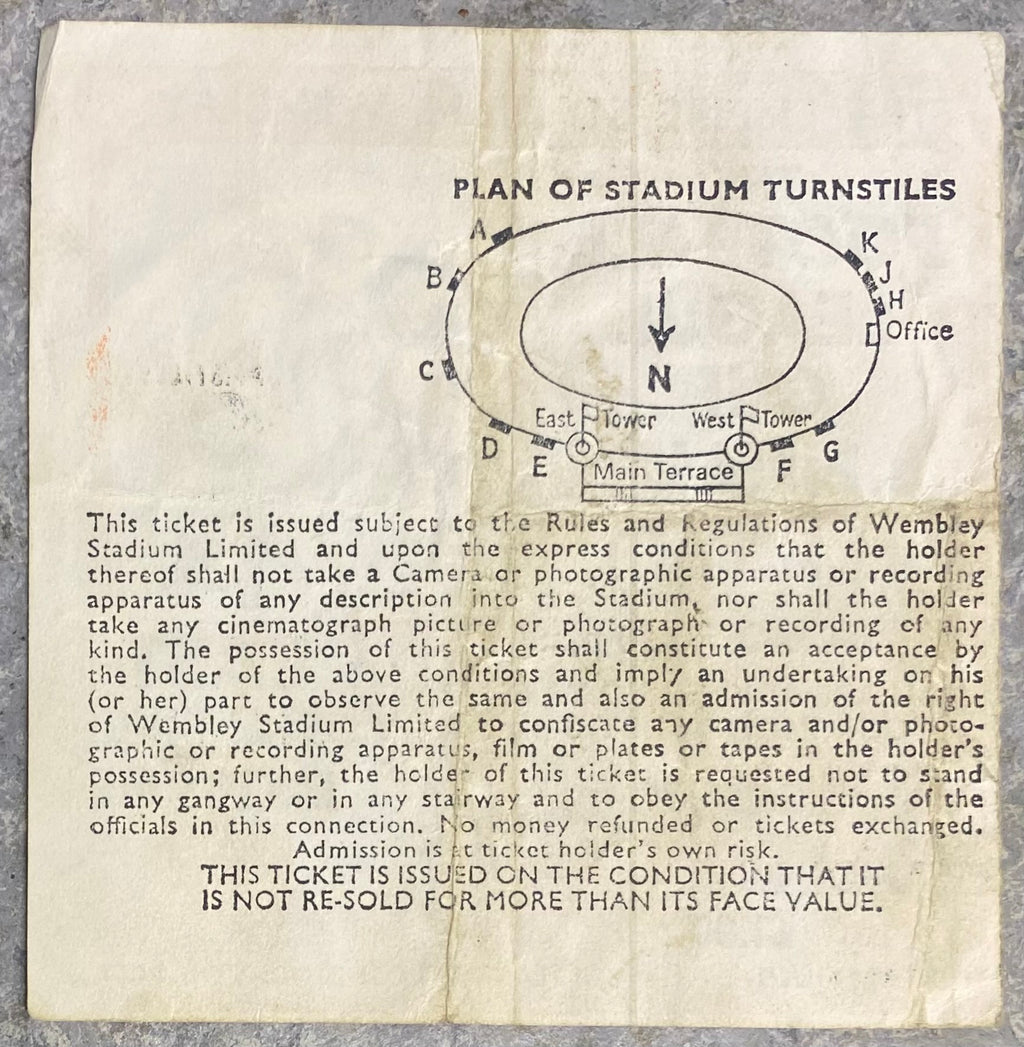 PLAN OF STADIUM TURNSTILES
A
K
B
J
H
Office
C
N
East Tower
West Tower
D
E
F
G
Main Terrace
This ticket is issued subject to the Rules and Regulations of Wembley
Stadium Limited and upon the express conditions that the holder
thereof shall not take a Camera or photographic apparatus or recording
apparatus of any description into the Stadium, nor shall the holder
take any cinematograph picture or photograph or recording of any
kind. The possession of this ticket shall constitute an acceptance by
the holder of the above conditions and imply an undertaking on his
(or her) part to observe the same and also an admission of the right
of Wembley Stadium Limited to confiscate any camera and/or photo-
graphic or recording apparatus, film or plates or tapes in the holder's
possession; further, the holder of this ticket is requested not to stand
in any gangway or in any stairway and to obey the instructions of the
officials in this connection. No money refunded or tickets exchanged.
Admission is at ticket holder's own risk.
THIS TICKET IS ISSUED ON THE CONDITION THAT IT
IS NOT RE-SOLD FOR MORE THAN ITS FACE VALUE.